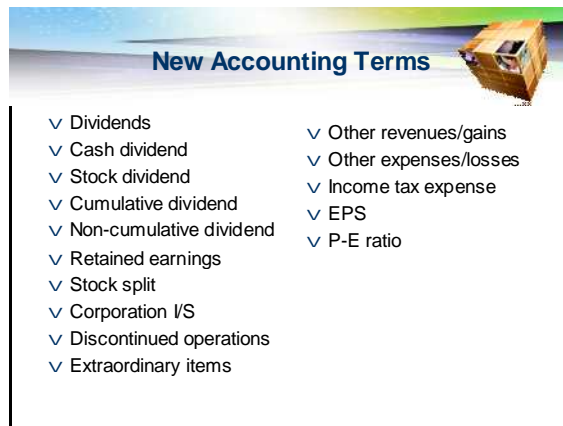 New Accounting Terms
...xx
v Dividends
v Cash dividend
v Stock dividend
v Cumulative dividend
v Non-cumulative dividend
v Retained earnings
v Stock split
v Corporation I/S
v Discontinued operations
v Extraordinary items
v Other revenues/gains
v Other expenses/losses
v Income tax expense
v EPS
v P-E ratio